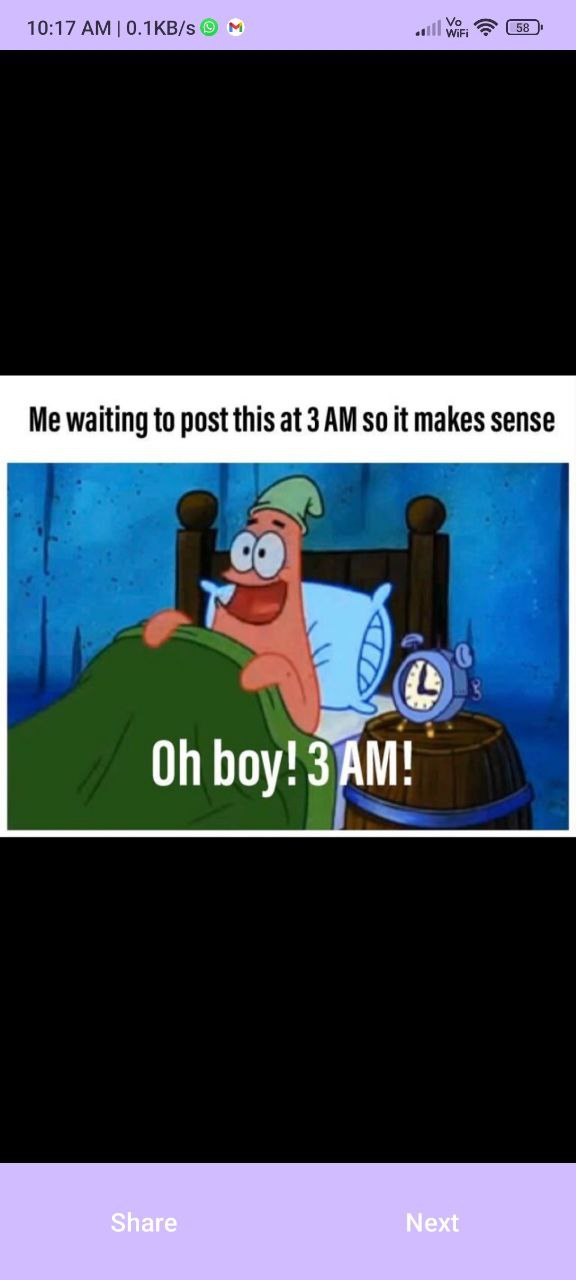 10:17 AM | 0.1KB/s Vo WiFi 58
Me waiting to post this at 3 AM so it makes sense
Oh boy! 3 AM!
Share Next